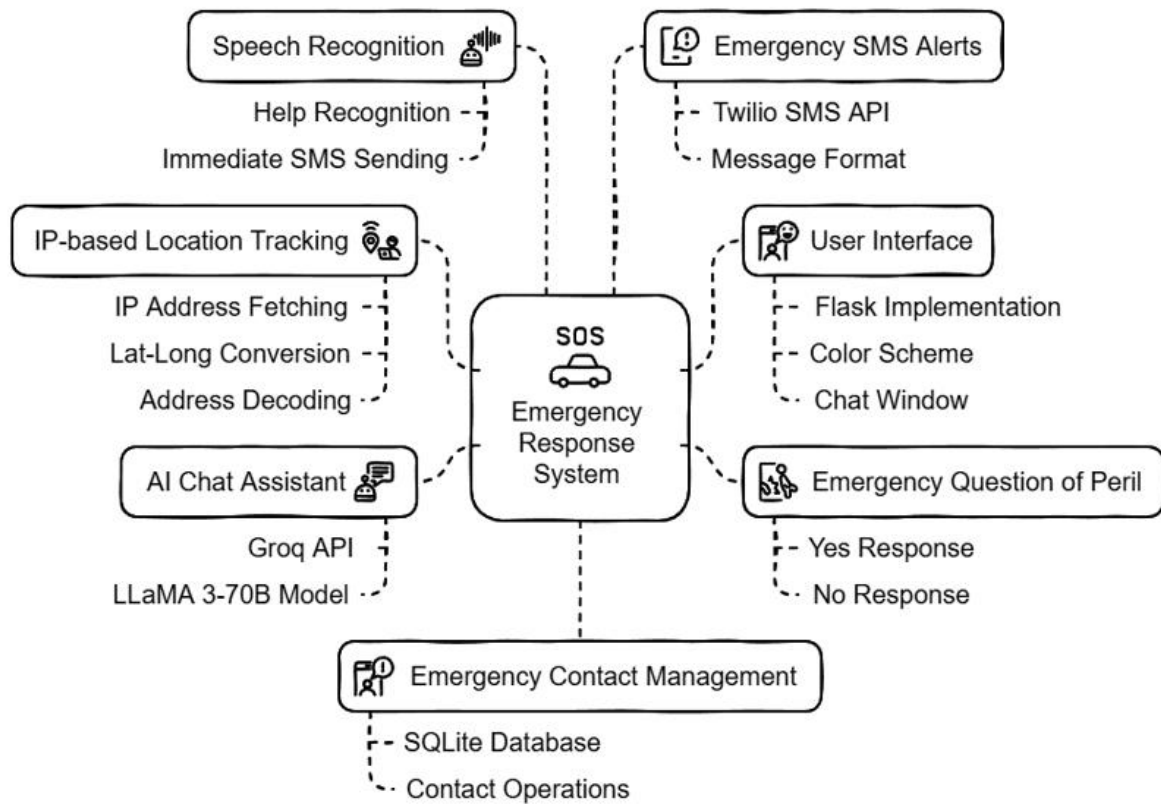 Speech Recognition
Help Recognition
Immediate SMS Sending
Emergency SMS Alerts
Twilio SMS API
Message Format
IP-based Location Tracking
IP Address Fetching
Lat-Long Conversion
Address Decoding
User Interface
Flask Implementation
Color Scheme
Chat Window
SOS
Emergency
Response
System
AI Chat Assistant
Groq API
LLaMA 3-70B Model
Emergency Question of Peril
Yes Response
No Response
Emergency Contact Management
SQLite Database
Contact Operations